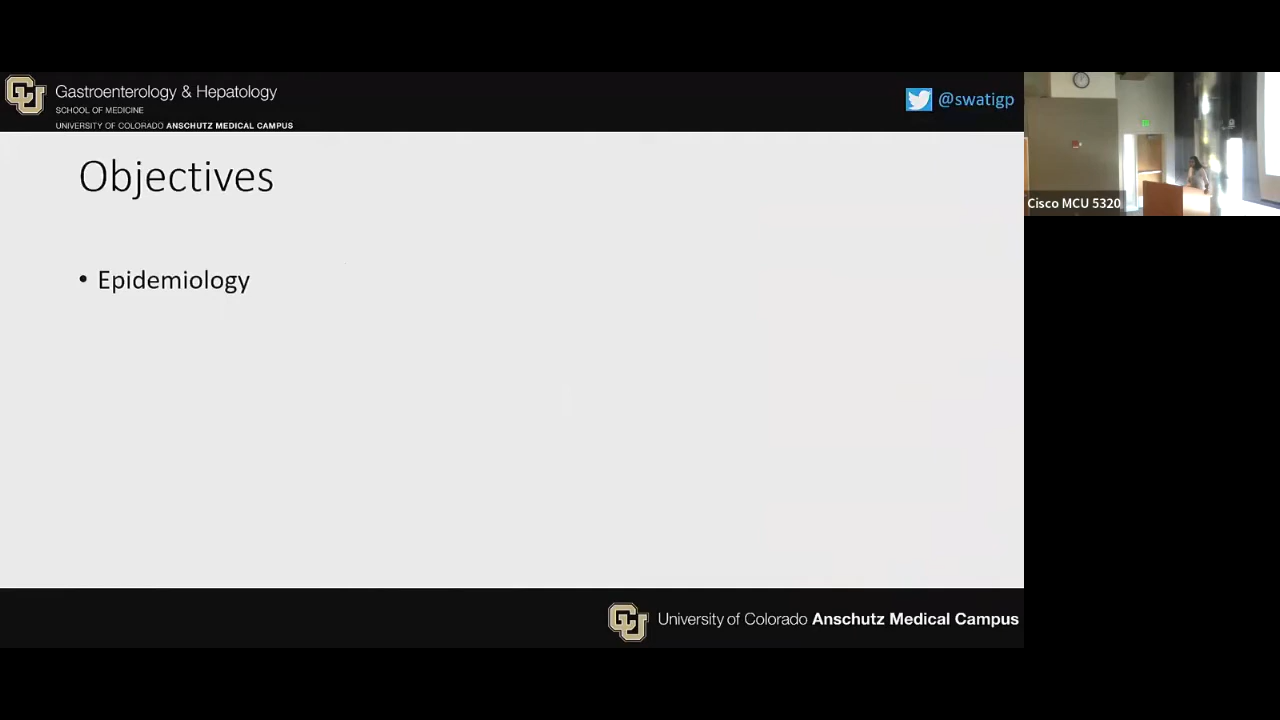 Gastroenterology & Hepatology
SCHOOL OF MEDICINE
UNIVERSITY OF COLORADO ANSCHUTZ MEDICAL CAMPUS
@swatigp
Objectives
• Epidemiology
University of Colorado Anschutz Medical Campus
Cisco MCU 5320